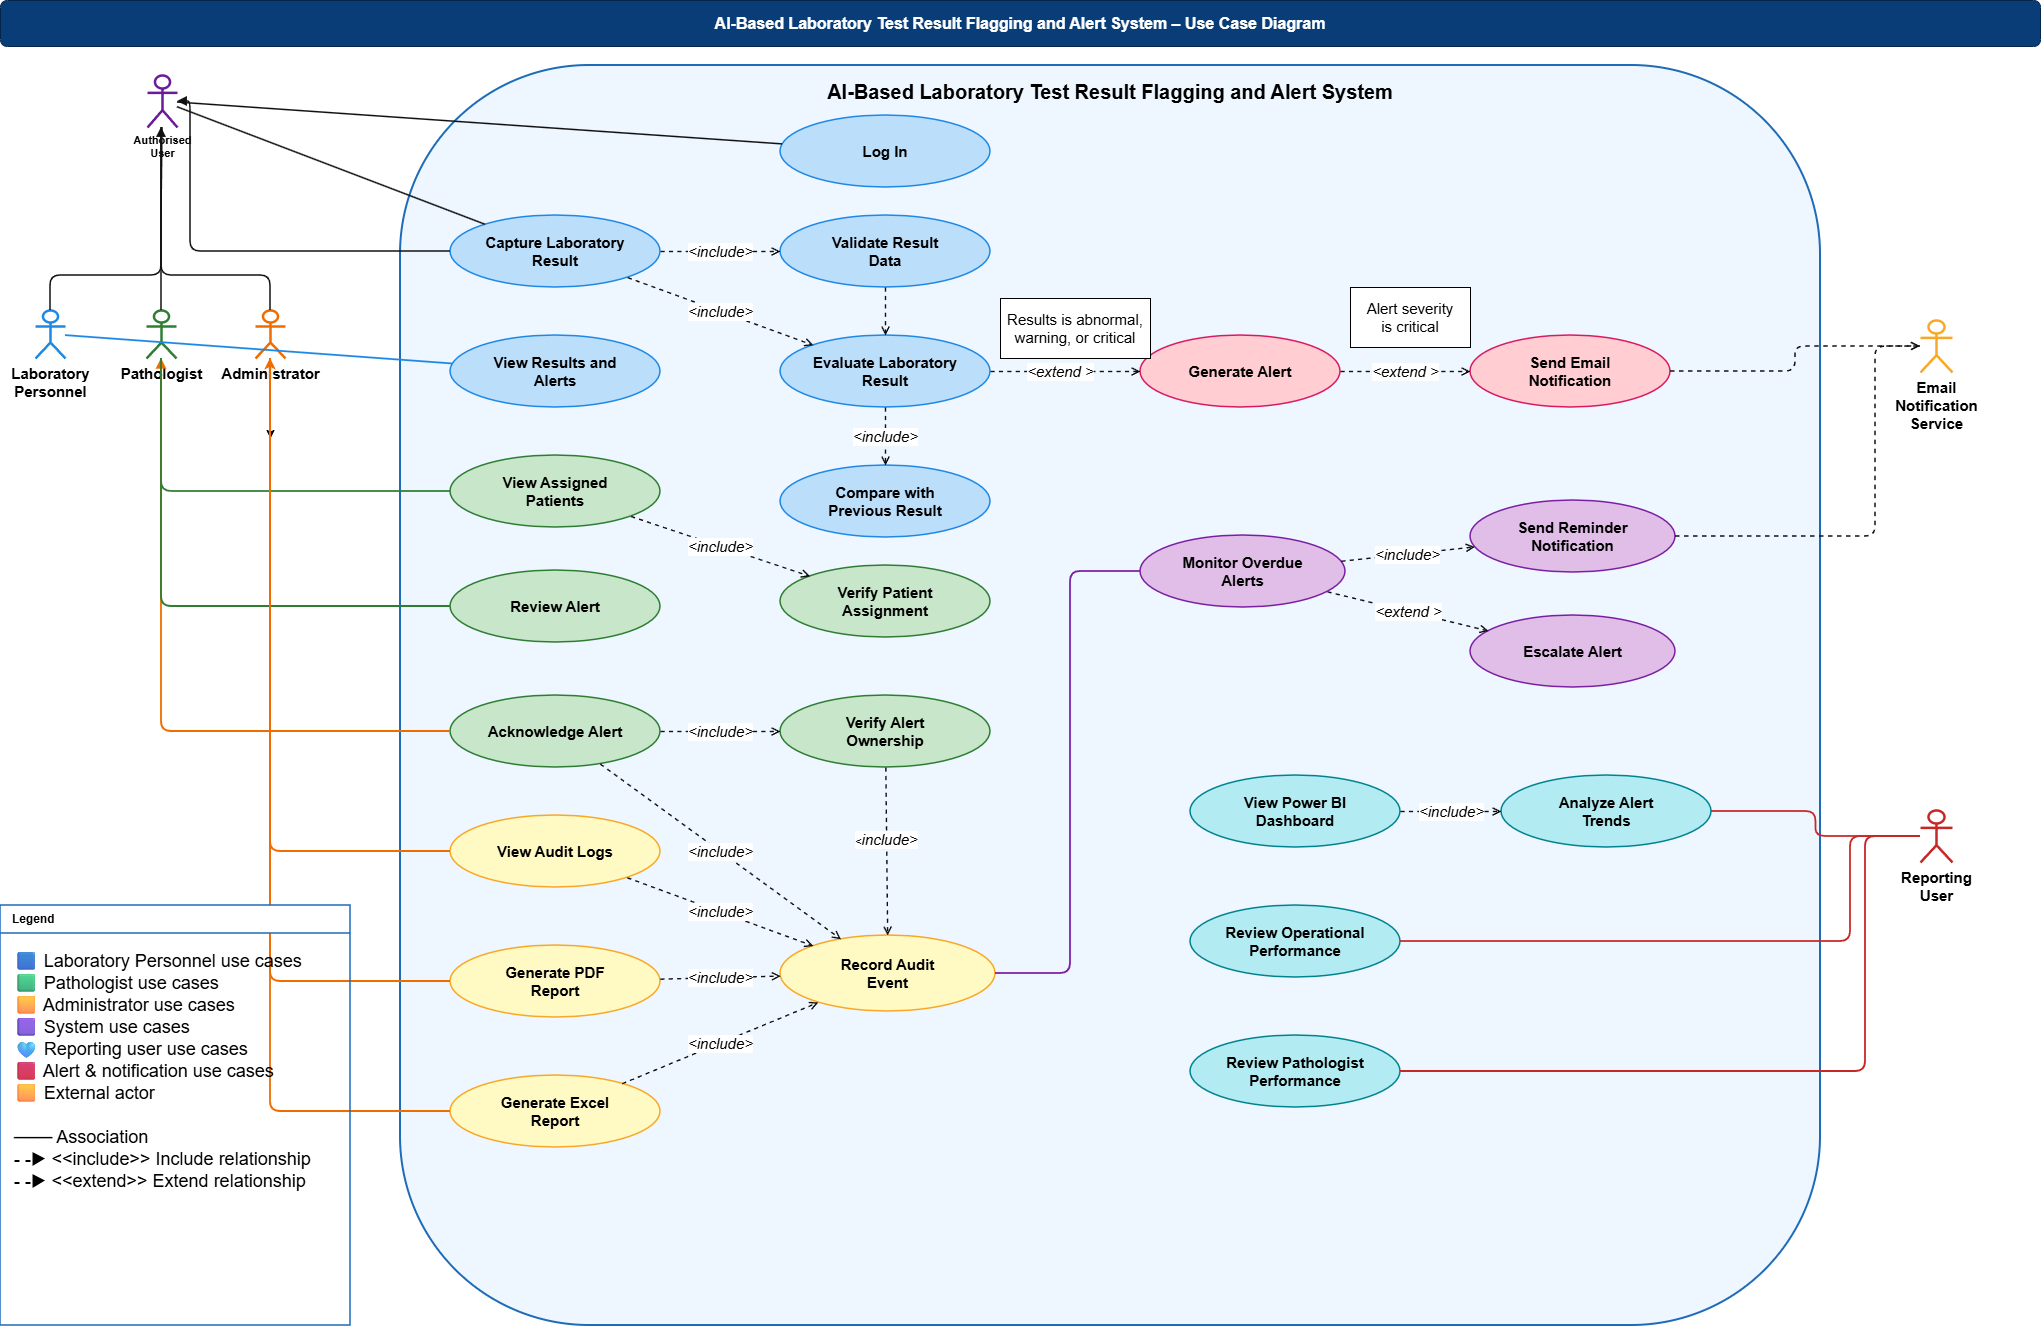 AI-Based Laboratory Test Result Flagging and Alert System – Use Case Diagram
AI-Based Laboratory Test Result Flagging and Alert System
Authorised
User
Log In
Capture Laboratory
Result
<include>
Validate Result
Data
<include>
Results is abnormal,
warning, or critical
Alert severity
is critical
Laboratory
Personnel
Pathologist
Administrator
View Results and
Alerts
Evaluate Laboratory
Result
<extend >
Generate Alert
<extend >
Send Email
Notification
Email
Notification
Service
<include>
View Assigned
Patients
Compare with
Previous Result
<include>
Send Reminder
Notification
Monitor Overdue
Alerts
<include>
<extend >
Review Alert
Verify Patient
Assignment
Escalate Alert
Acknowledge Alert
<include>
Verify Alert
Ownership
<include>
<include>
View Power BI
Dashboard
<include>
Analyze Alert
Trends
View Audit Logs
<include>
Reporting
User
Review Operational
Performance
Generate PDF
Report
<include>
Record Audit
Event
<include>
Review Pathologist
Performance
Generate Excel
Report
Legend
Laboratory Personnel use cases
Pathologist use cases
Administrator use cases
System use cases
Reporting user use cases
Alert & notification use cases
External actor
Association
<<include>> Include relationship
<<extend>> Extend relationship